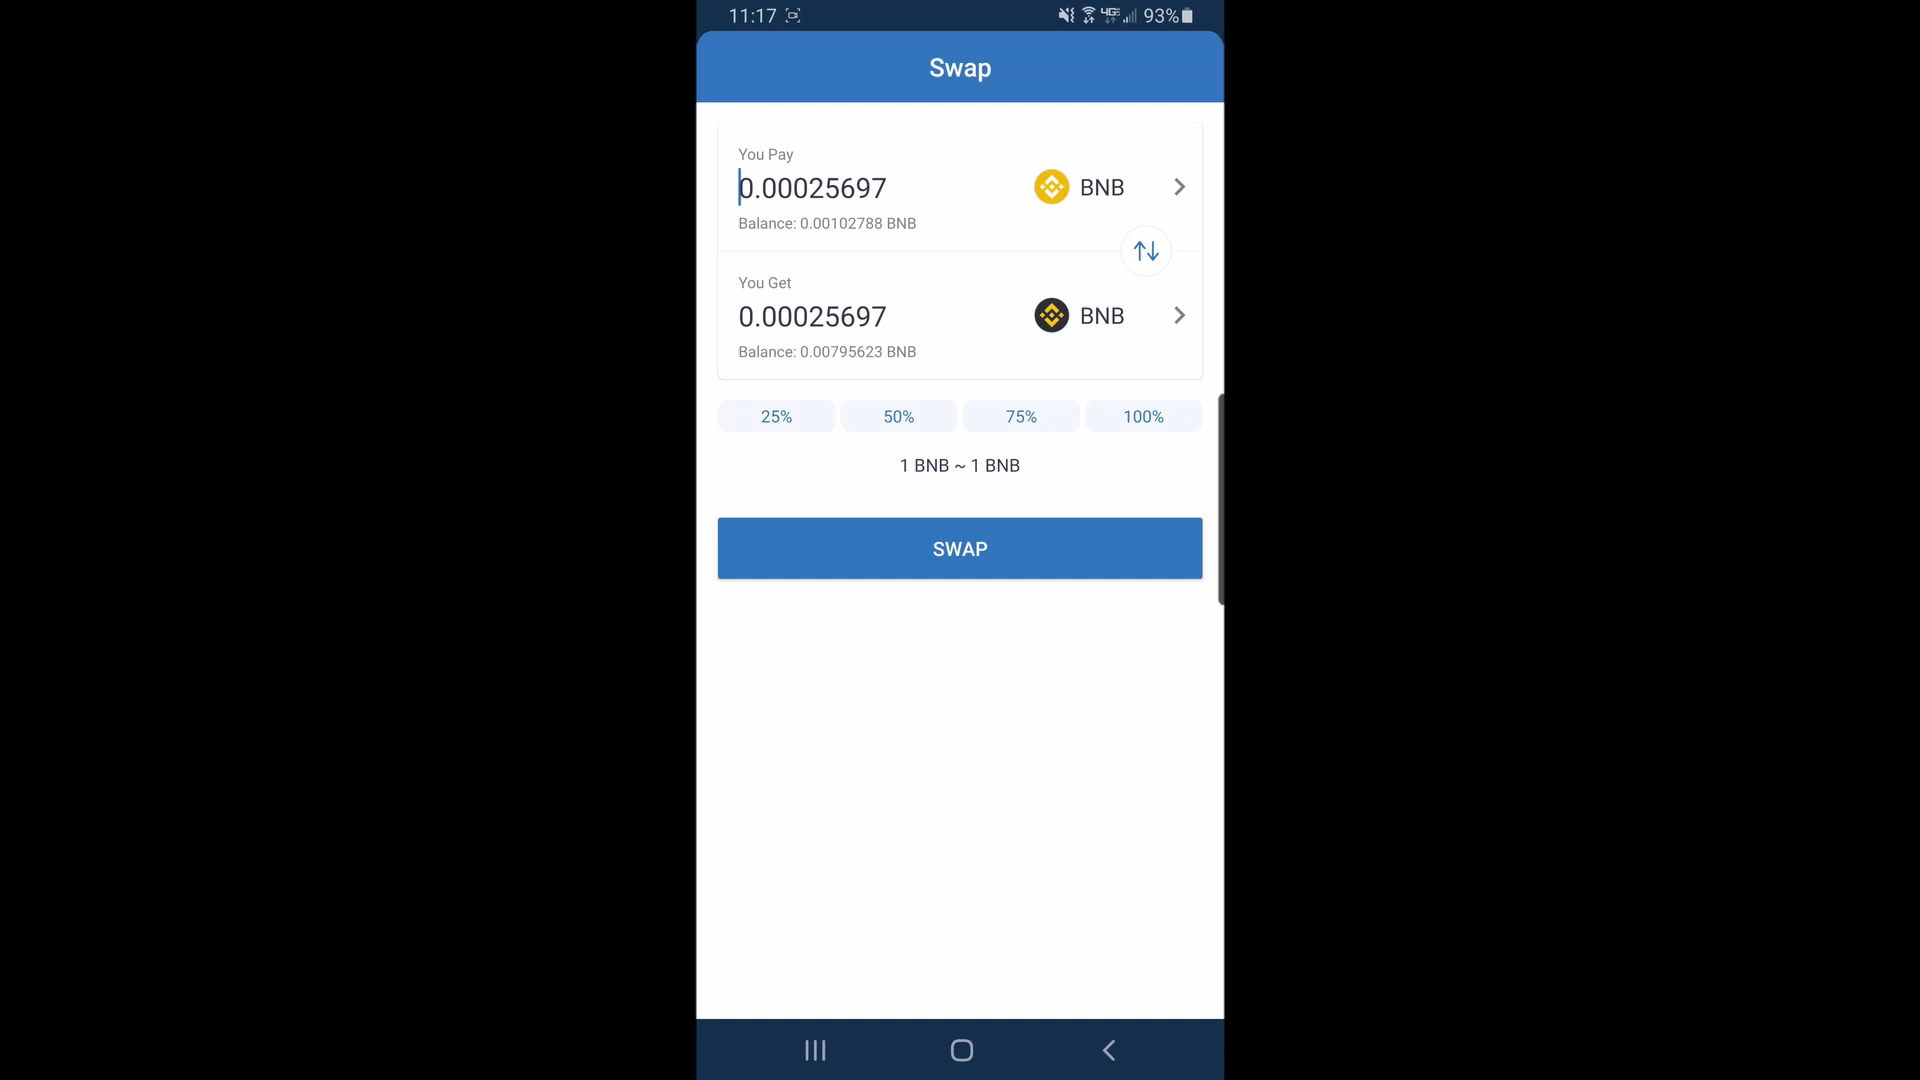 11:17 4GE 93%
Swap
You Pay
0.00025697 BNB
Balance: 0.00102788 BNB
You Get
0.00025697 BNB
Balance: 0.00795623 BNB
25% 50% 75% 100%
1 BNB ~ 1 BNB
SWAP